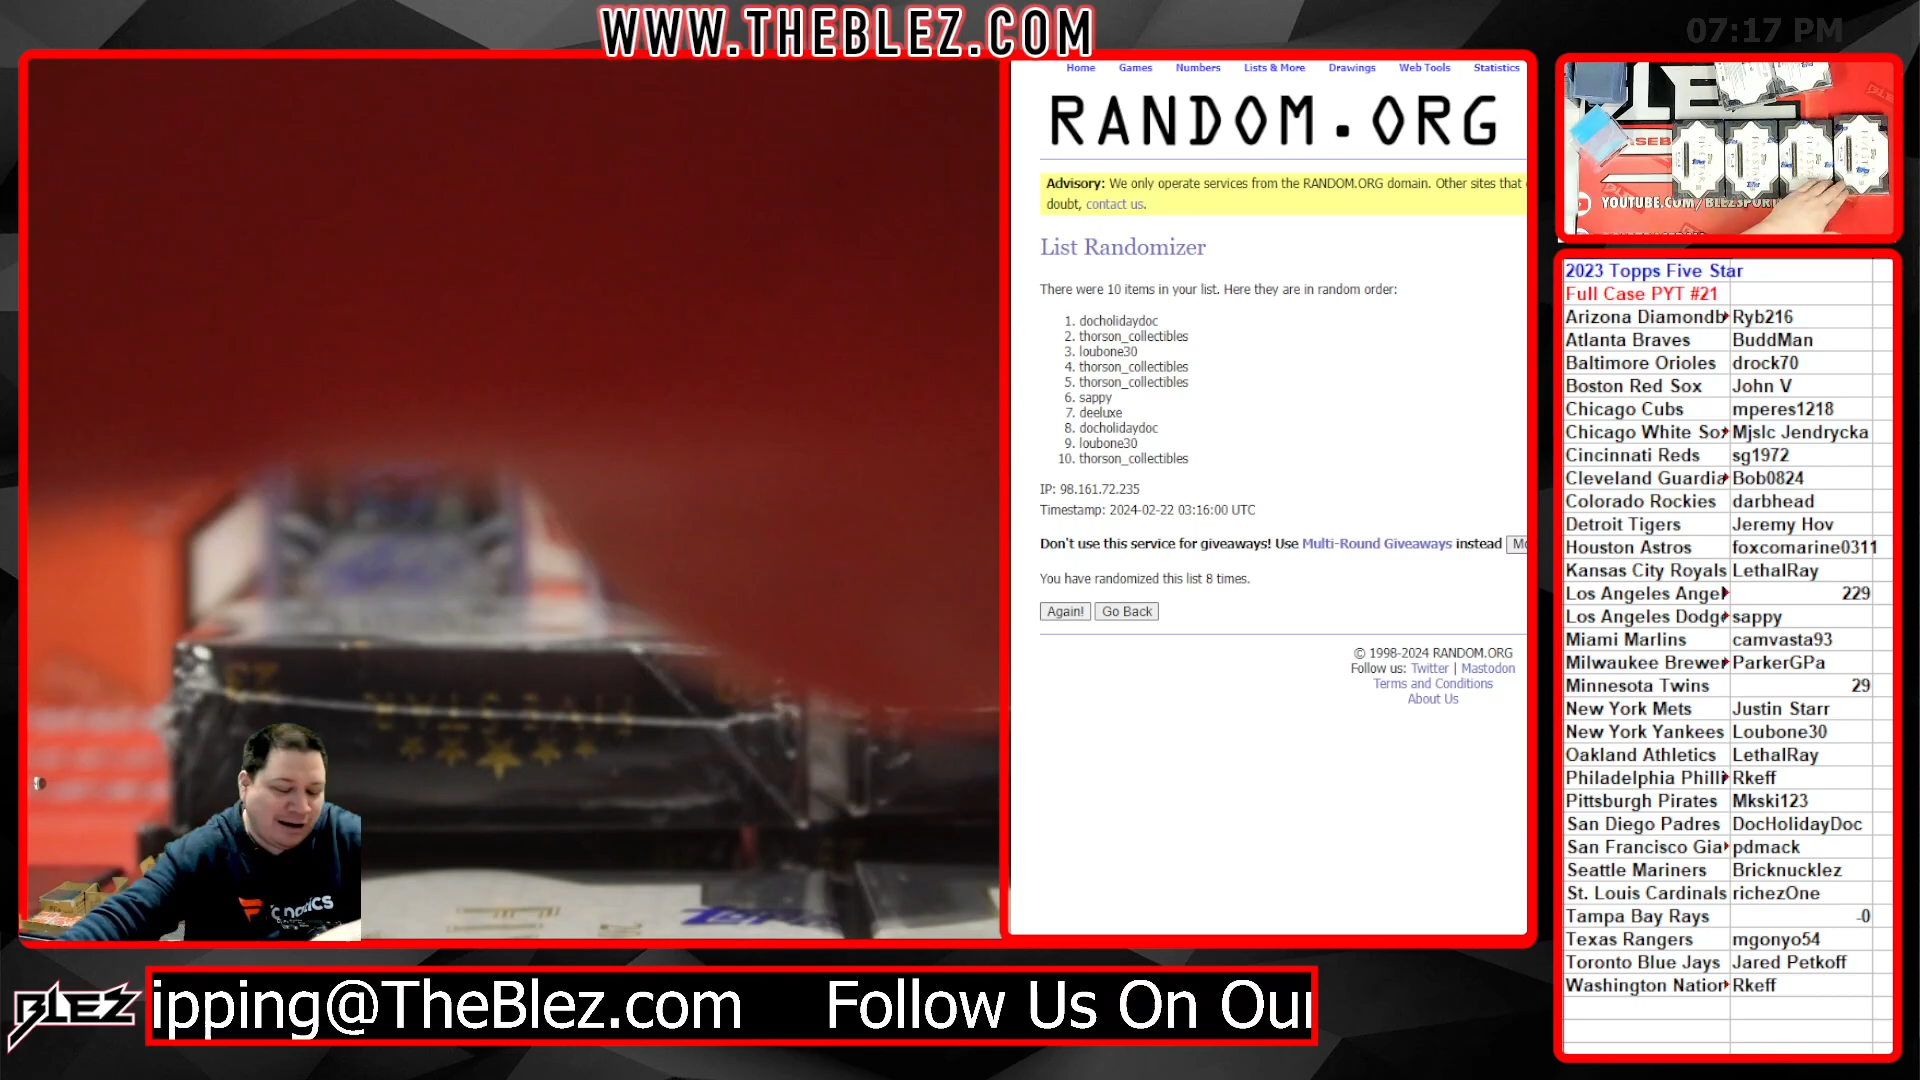 WWW.THEBLEZ.COM
07:17 PM
Home Games Numbers Lists & More Drawings Web Tools Statistics
RANDOM.ORG
Advisory: We only operate services from the RANDOM.ORG domain. Other sites that
doubt, contact us.
List Randomizer
There were 10 items in your list. Here they are in random order:
1. docholidaydoc
2. thorson_collectibles
3. loubone30
4. thorson_collectibles
5. thorson_collectibles
6. sappy
7. deeluxe
8. docholidaydoc
9. loubone30
10. thorson_collectibles
IP: 98.161.72.235
Timestamp: 2024-02-22 03:16:00 UTC
Don't use this service for giveaways! Use Multi-Round Giveaways instead
You have randomized this list 8 times.
Again! Go Back
© 1998-2024 RANDOM.ORG
Follow us: Twitter | Mastodon
Terms and Conditions
About Us
YOUTUBE.COM/BLEZSPOR
2023 Topps Five Star
Full Case PYT #21
Arizona Diamondb Ryb216
Atlanta Braves BuddMan
Baltimore Orioles drock70
Boston Red Sox John V
Chicago Cubs mperes1218
Chicago White Sox Mjslc Jendrycka
Cincinnati Reds sg1972
Cleveland Guardia Bob0824
Colorado Rockies darbhead
Detroit Tigers Jeremy Hov
Houston Astros foxcomarine0311
Kansas City Royals LethalRay
Los Angeles Angel 229
Los Angeles Dodg sappy
Miami Marlins camvasta93
Milwaukee Brewer ParkerGPa
Minnesota Twins 29
New York Mets Justin Starr
New York Yankees Loubone30
Oakland Athletics LethalRay
Philadelphia Philli Rkeff
Pittsburgh Pirates Mkski123
San Diego Padres DocHolidayDoc
San Francisco Gia pdmack
Seattle Mariners Bricknucklez
St. Louis Cardinals richezOne
Tampa Bay Rays -0
Texas Rangers mgonyo54
Toronto Blue Jays Jared Petkoff
Washington Nation Rkeff
FIVE STAR
BLEZ
ipping@TheBlez.com Follow Us On Our